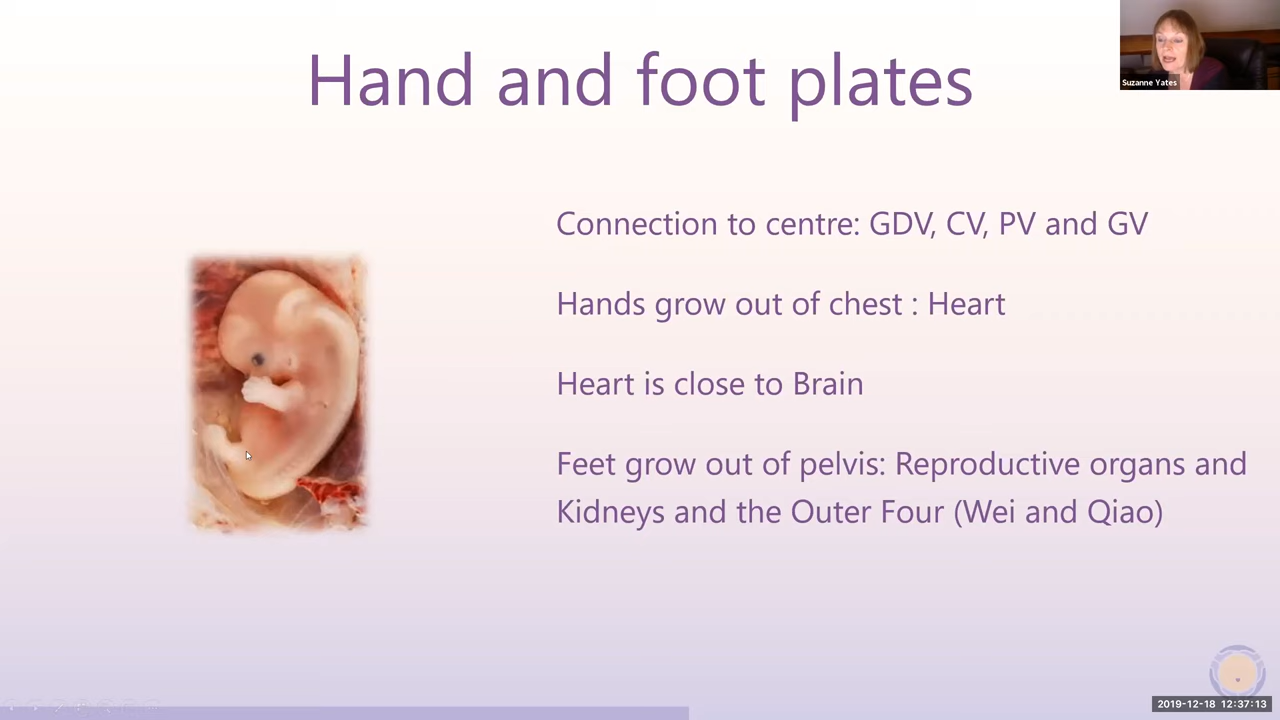 Hand and foot plates
Suzanne Yates
Connection to centre: GDV, CV, PV and GV
Hands grow out of chest : Heart
Heart is close to Brain
Feet grow out of pelvis: Reproductive organs and
Kidneys and the Outer Four (Wei and Qiao)
2019-12-18 12:37:13